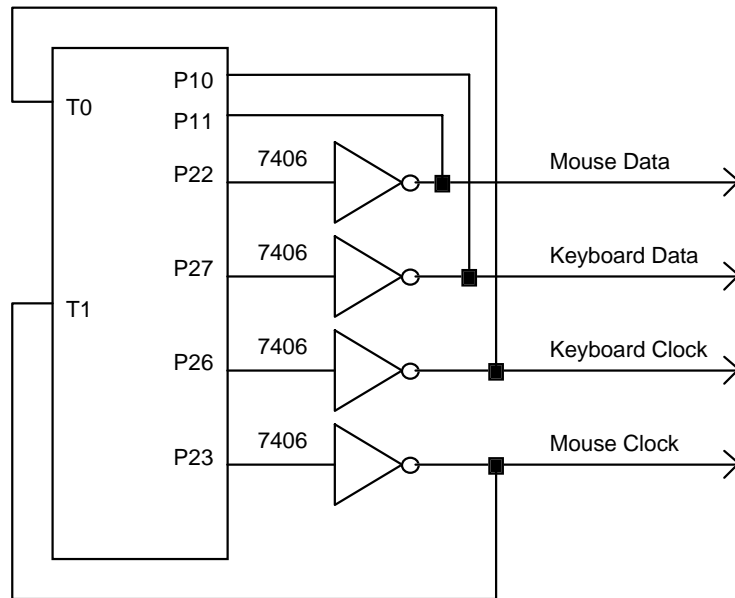 P10
T0
P11
P22
7406
Mouse Data
P27
7406
Keyboard Data
T1
P26
7406
Keyboard Clock
P23
7406
Mouse Clock